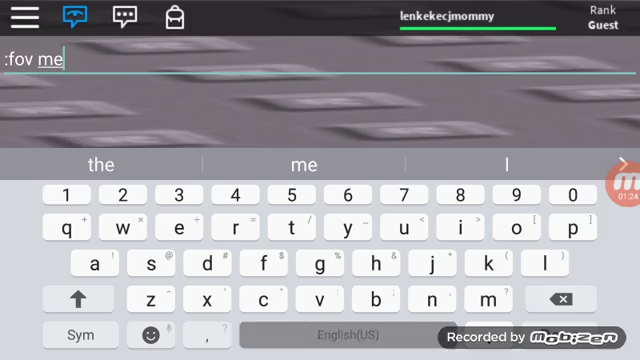 lenkekecjmommy
Rank
Guest
:fov me
the me I
01:24
1 2 3 4 5 6 7 8 9 0
q + w × e ÷ r = t / y _ u < i > o [ p ]
a ! s @ d # f $ g % h & j * k ( l )
z - x ' c " v : b ; n , m ?
Sym , ? English(US)
Recorded by mobizen